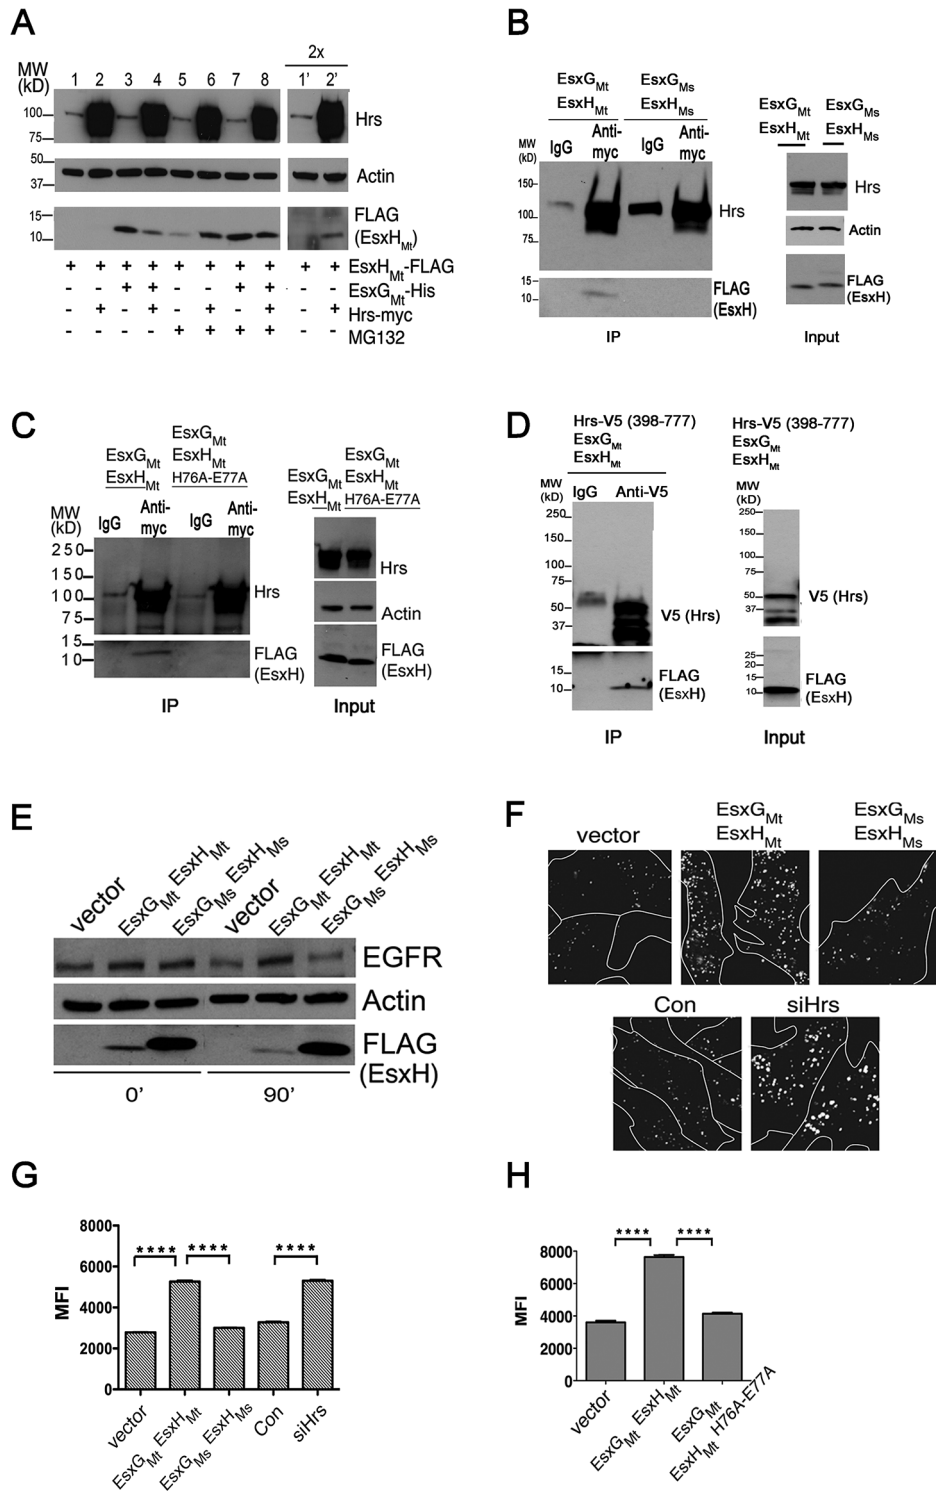 A
2x
MW
(kD)
1 2 3 4 5 6 7 8 1' 2'
100
75
Hrs
50
37
Actin
15
10
FLAG
(EsxHMt)
+ + + + + + + + + + EsxHMt-FLAG
- - + + - - + + - - EsxGMt-His
- + - + - + - + - + Hrs-myc
- - - - + + + + - - MG132
B
EsxGMt EsxGMs
EsxHMt EsxHMs
MW
(kD)
IgG Anti-myc IgG Anti-myc
150
100
75
Hrs
15
10
FLAG
(EsxH)
IP
EsxGMt EsxGMs
EsxHMt EsxHMs
Hrs
Actin
FLAG
(EsxH)
Input
C
EsxGMt
EsxHMt
EsxGMt
EsxHMt
H76A-E77A
MW
(kD)
IgG Anti-myc IgG Anti-myc
250
150
100
75
Hrs
15
10
FLAG
(EsxH)
IP
EsxGMt
EsxHMt
EsxGMt
EsxHMt
H76A-E77A
Hrs
Actin
FLAG
(EsxH)
Input
D
Hrs-V5 (398-777)
EsxGMt
EsxHMt
MW
(kD)
IgG Anti-V5
250
150
100
75
50
37
V5 (Hrs)
15
10
FLAG
(EsxH)
IP
Hrs-V5 (398-777)
EsxGMt
EsxHMt
MW
(kD)
250
150
100
75
50
37
V5 (Hrs)
25
20
15
10
FLAG
(EsxH)
Input
E
vector
EsxGMt EsxHMt
EsxGMs EsxHMs
vector
EsxGMt EsxHMt
EsxGMs EsxHMs
EGFR
Actin
FLAG
(EsxH)
0' 90'
F
vector
EsxGMt
EsxHMt
EsxGMs
EsxHMs
Con siHrs
G
8000
6000
4000
2000
0
MFI
**** **** ****
vector
EsxGMt EsxHMt
EsxGMs EsxHMs
Con
siHrs
H
8000
6000
4000
2000
0
MFI
**** ****
vector
EsxGMt EsxHMt
EsxGMt
EsxHMt H76A-E77A